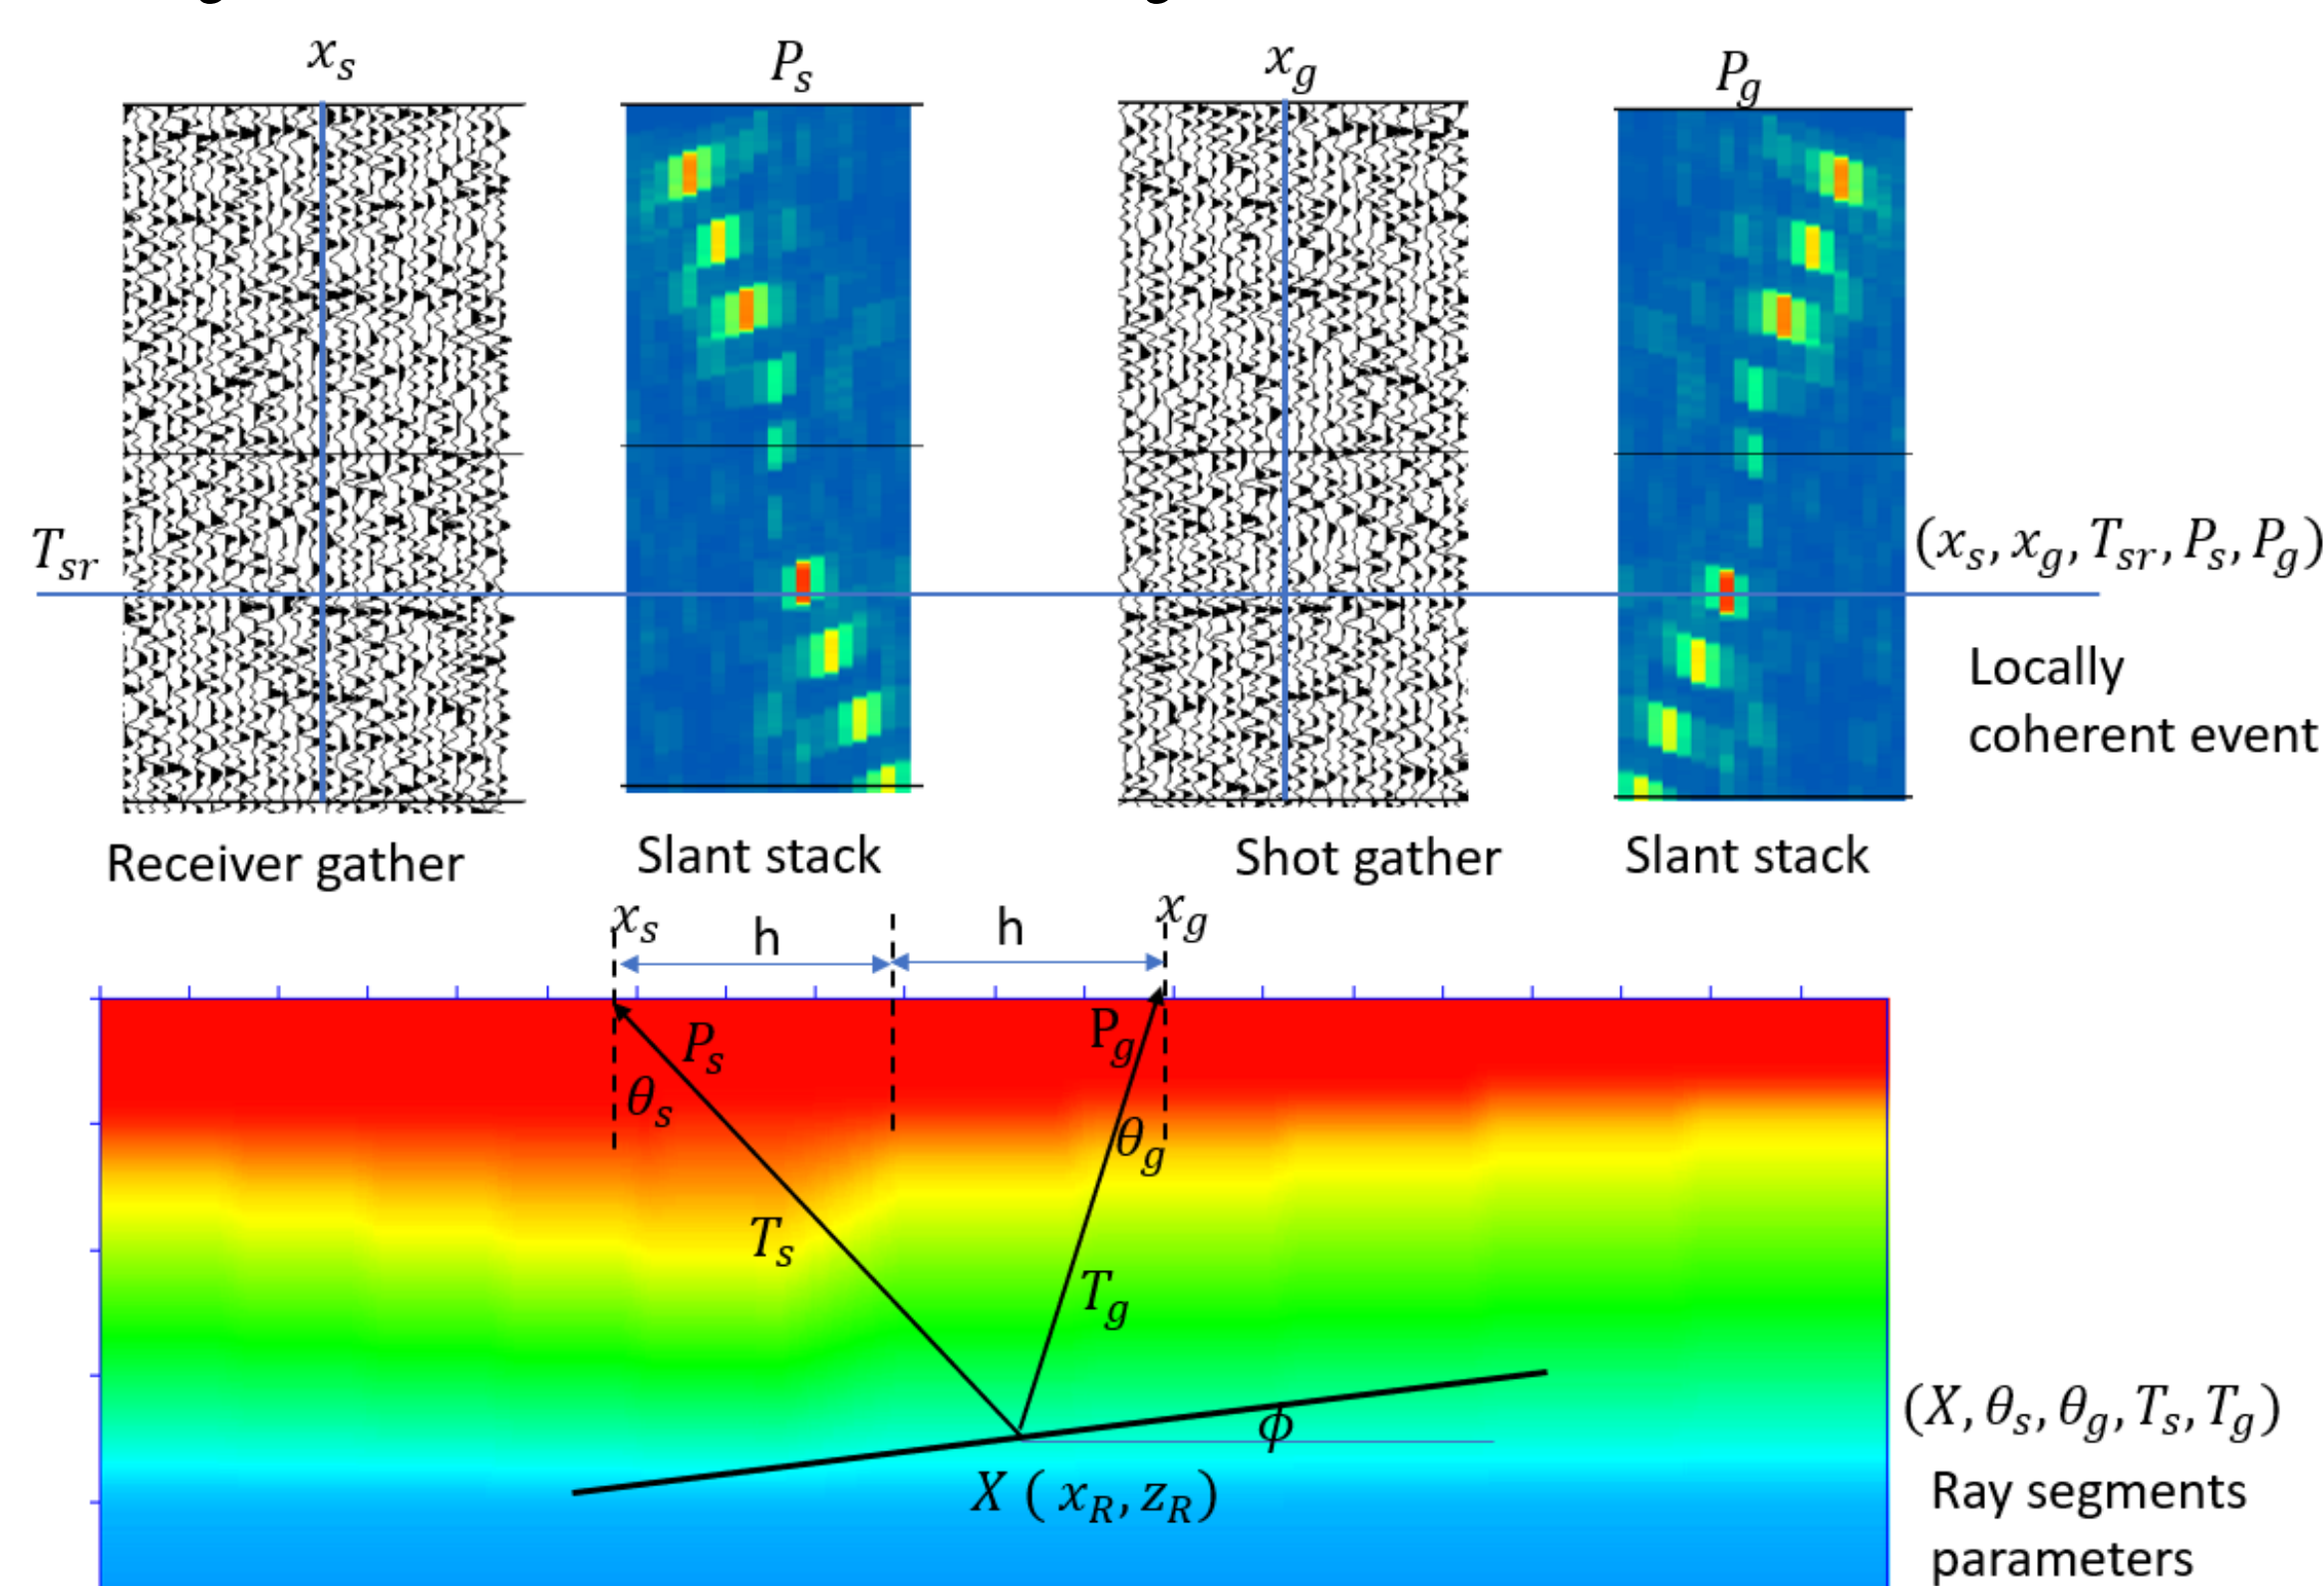 x_s
P_s
x_g
P_g
T_sr
(x_s, x_g, T_sr, P_s, P_g)
Locally
coherent event
Receiver gather
Slant stack
Shot gather
Slant stack
x_s
h
h
x_g
P_s
P_g
θ_s
θ_g
T_s
T_g
ϕ
X ( x_R, z_R)
(X, θ_s, θ_g, T_s, T_g)
Ray segments
parameters